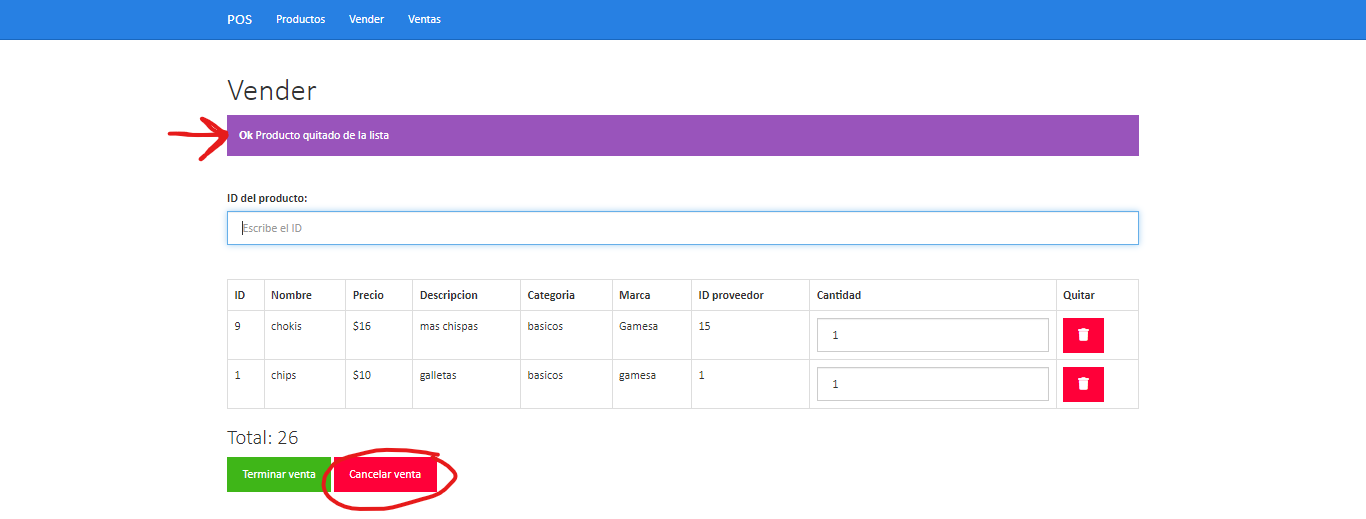 POS Productos Vender Ventas
Vender
Ok Producto quitado de la lista
ID del producto:
Escribe el ID
ID Nombre Precio Descripcion Categoria Marca ID proveedor Cantidad Quitar
9 chokis $16 mas chispas basicos Gamesa 15 1
1 chips $10 galletas basicos gamesa 1 1
Total: 26
Terminar venta Cancelar venta